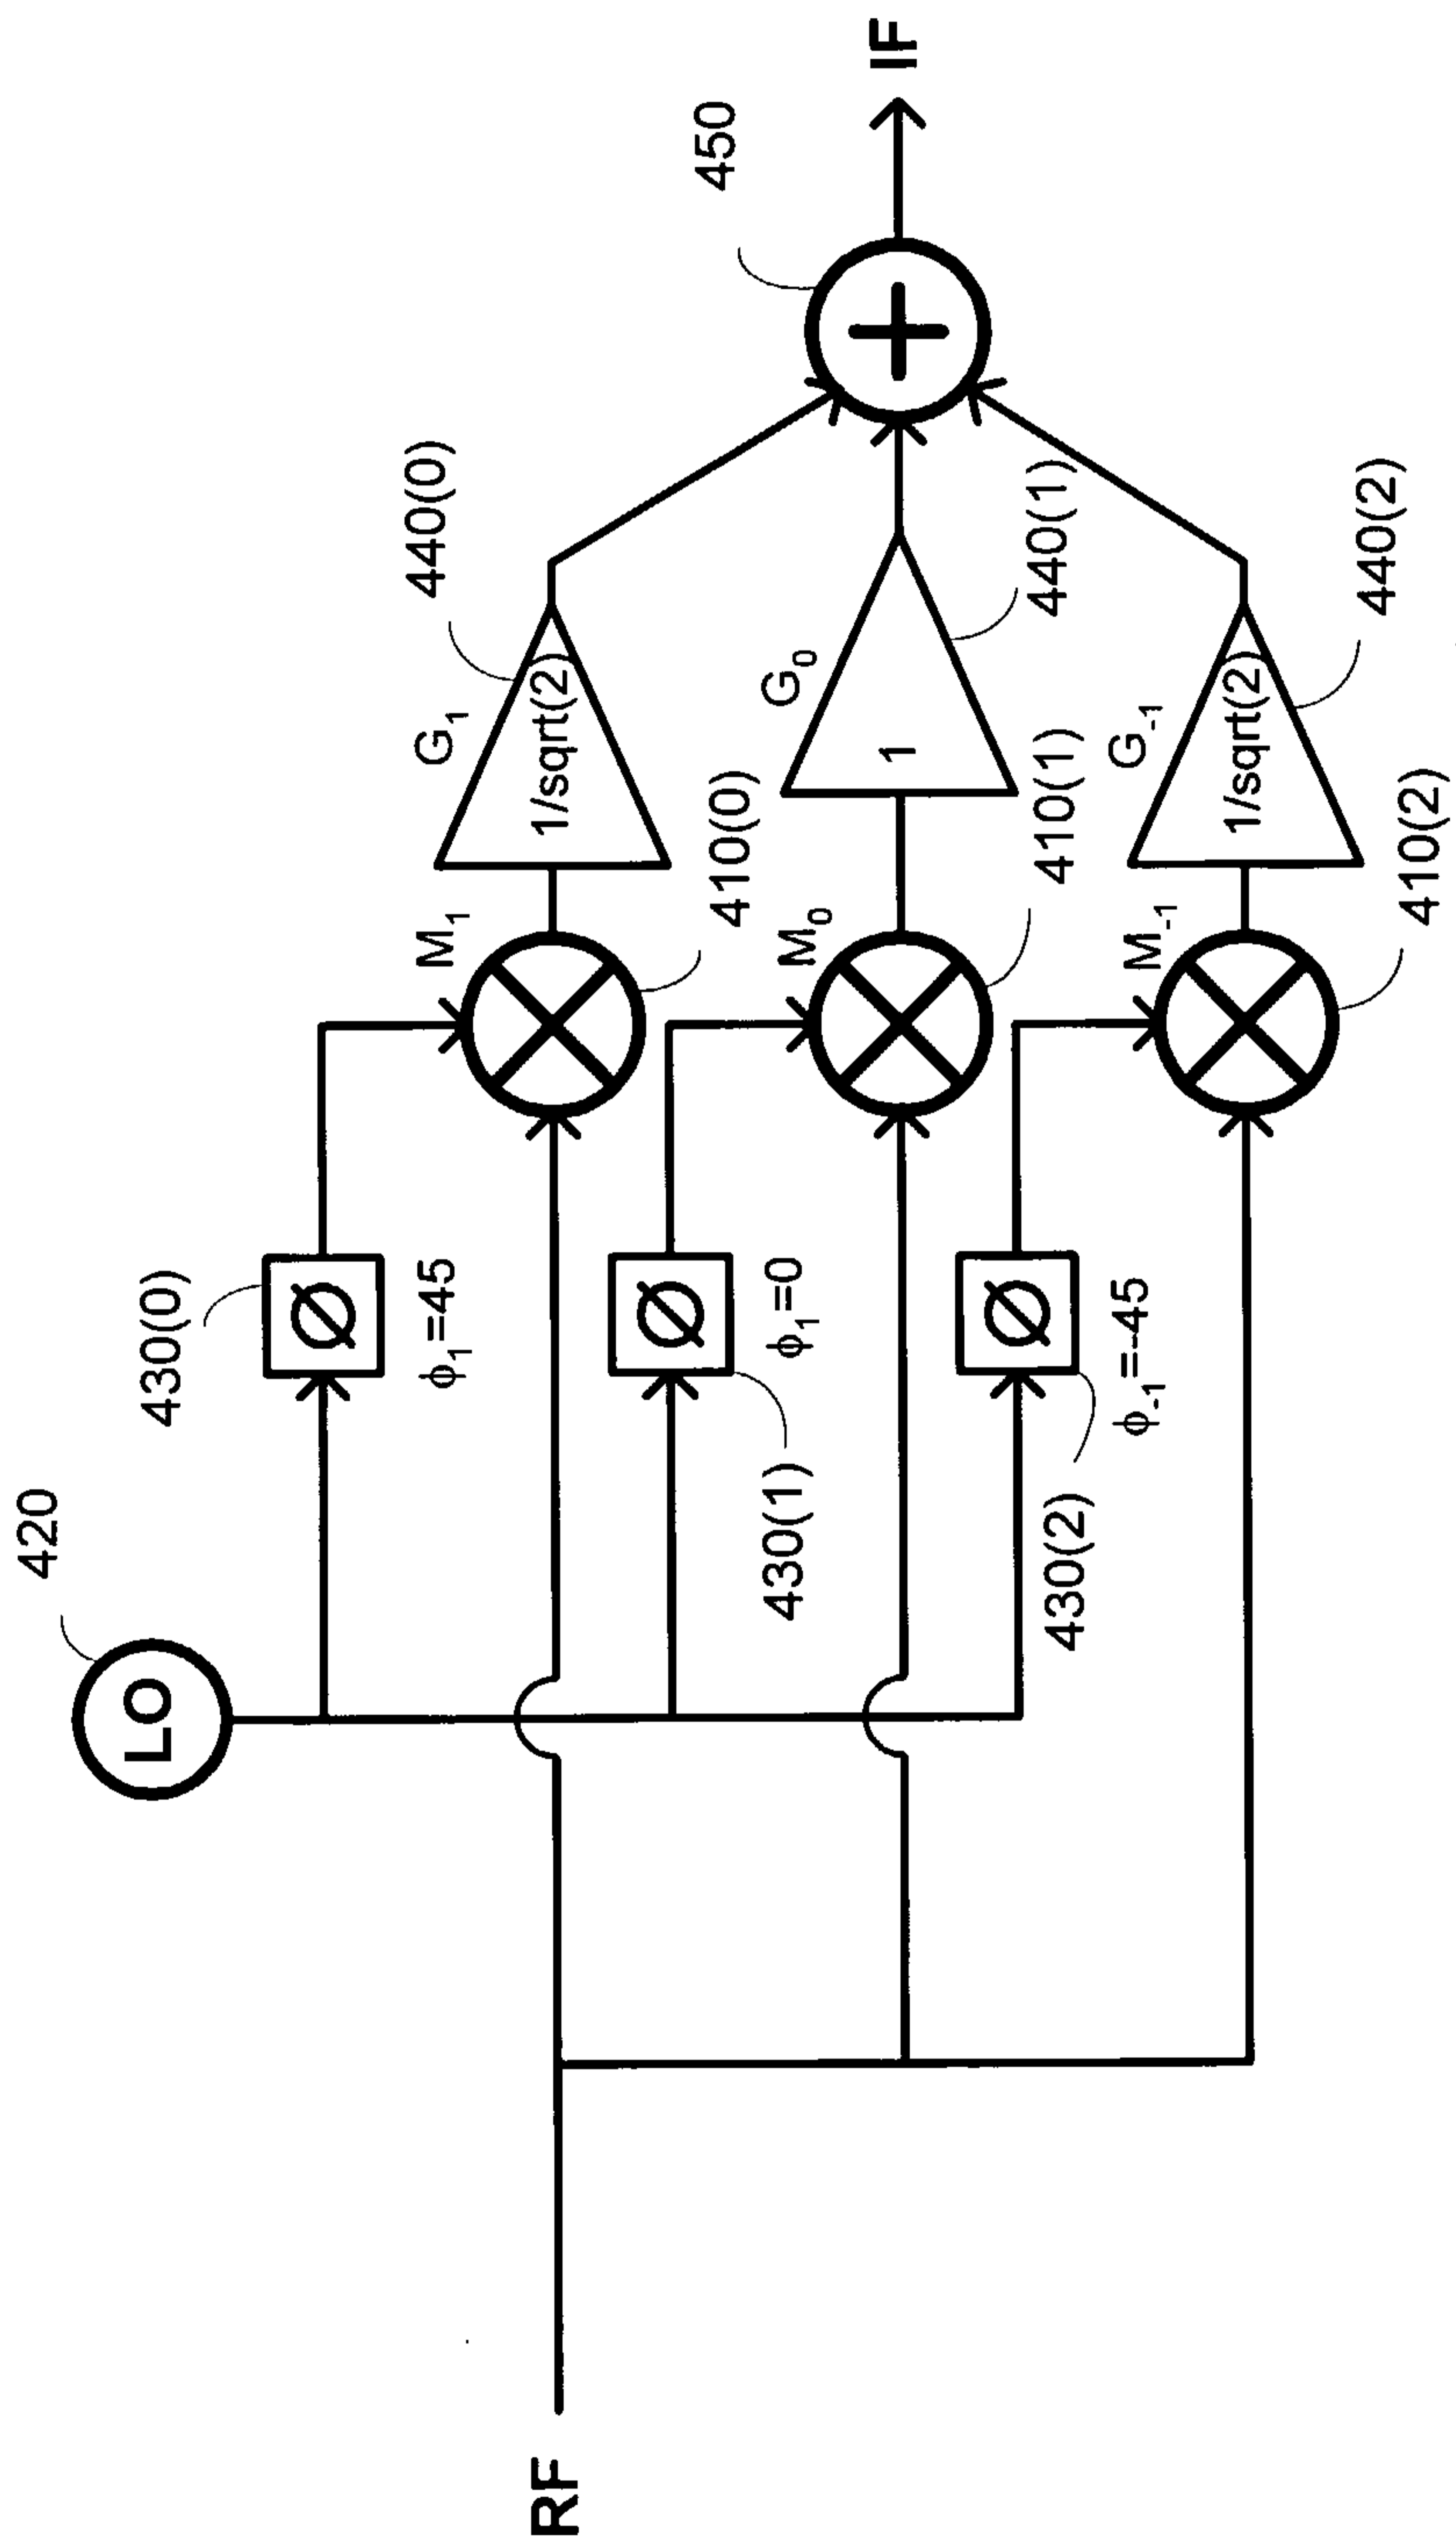 420
LO
430(0)
ϕ1=45
M1
410(0)
G1
1/sqrt(2)
440(0)
430(1)
ϕ1=0
M0
410(1)
G0
1
440(1)
430(2)
ϕ-1=-45
M-1
410(2)
G-1
1/sqrt(2)
440(2)
450
RF
IF